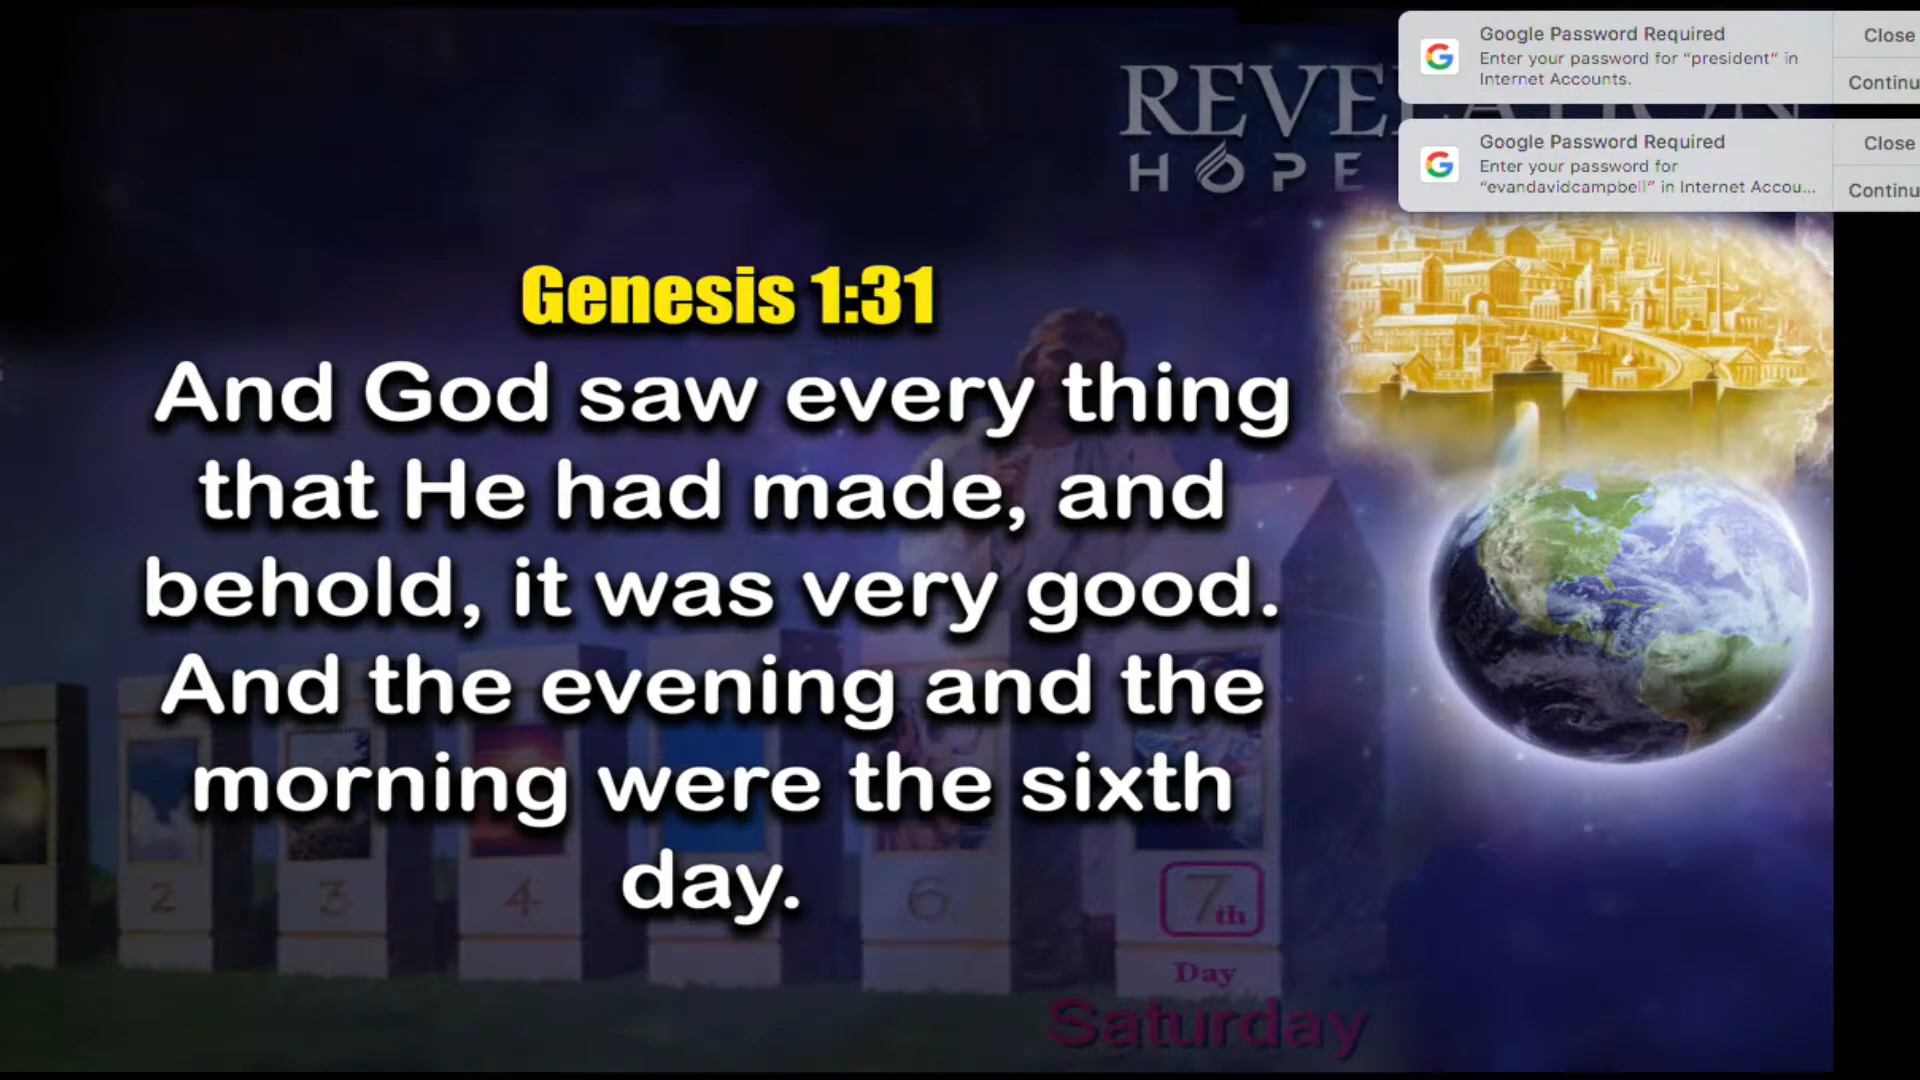 Google Password Required
Enter your password for “president” in
Internet Accounts.
Close
Continu
Google Password Required
Enter your password for
“evandavidcampbell” in Internet Accou...
Close
Continu
HOPE
Genesis 1:31
And God saw every thing
that He had made, and
behold, it was very good.
And the evening and the
morning were the sixth
day.
1
2
3
4
6
7th
Day
Saturday